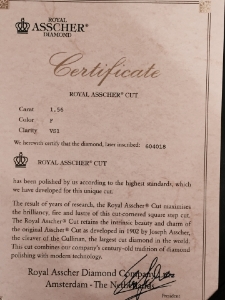 ROYAL
ASSCHER®
DIAMOND
Certificate
ROYAL ASSCHER® CUT
Carat 1.56
Color F
Clarity VS1
We herewith certify that the diamond, laser inscribed: 604018
ROYAL ASSCHER® CUT
has been polished by us according to the highest standards, which
we have developed for this unique cut.
The result of years of research, the Royal Asscher® Cut maximises
the brilliancy, fire and lustre of this cut-cornered square step cut.
The Royal Asscher® Cut retains the intrinsic beauty and charm of
the original Asscher® Cut as developed in 1902 by Joseph Asscher,
the cleaver of the Cullinan, the largest cut diamond in the world.
This cut combines our company's century-old tradition of diamond
polishing with modern technology.
Royal Asscher Diamond Company
Amsterdam - The Netherlands
President